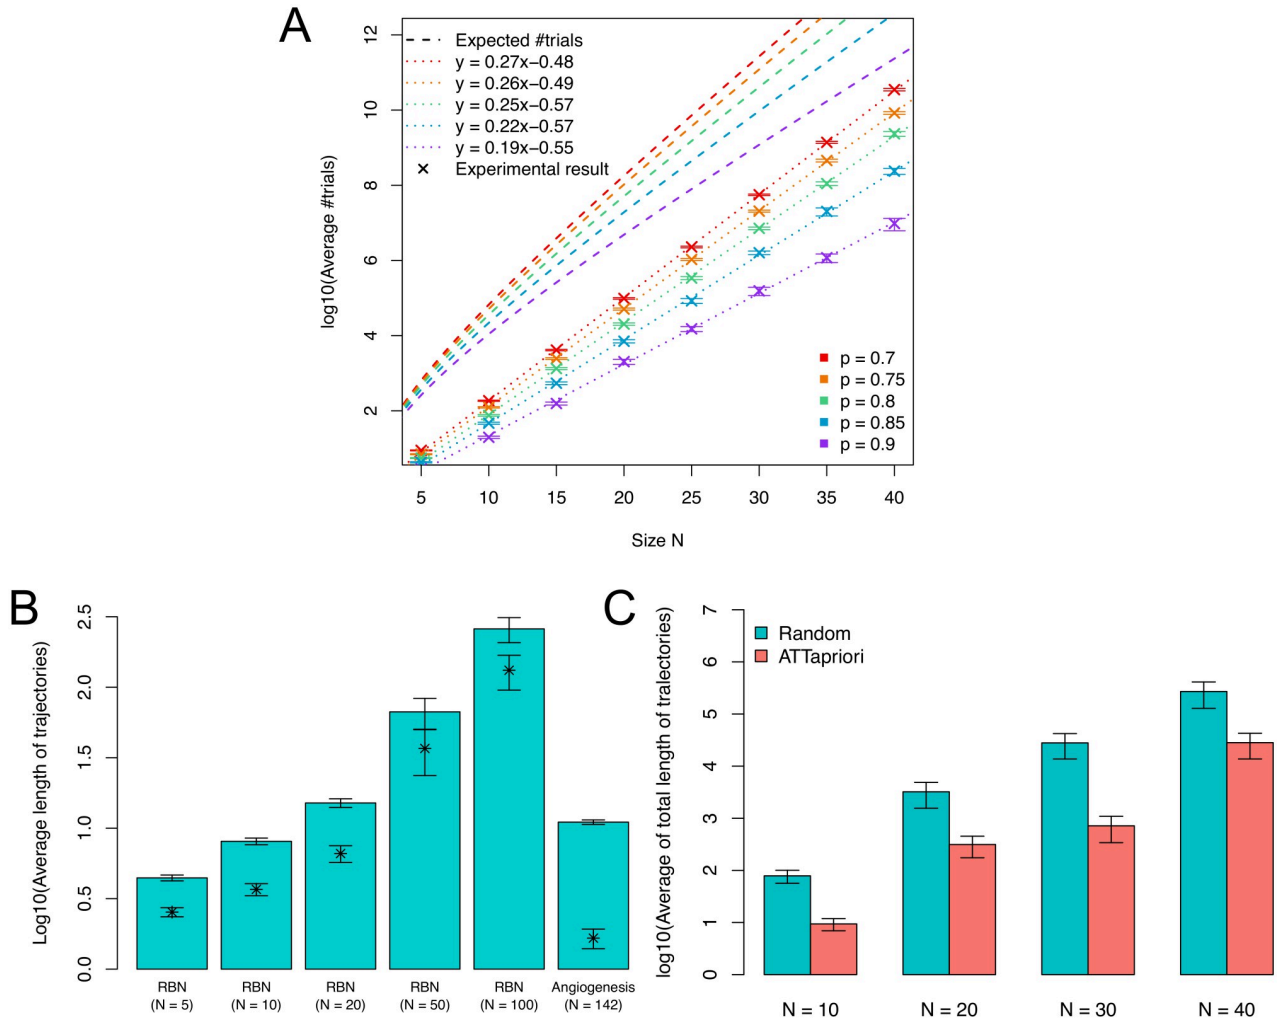 A
log10(Average #trials)
12
10
8
6
4
2
Expected #trials
y = 0.27x−0.48
y = 0.26x−0.49
y = 0.25x−0.57
y = 0.22x−0.57
y = 0.19x−0.55
Experimental result
p = 0.7
p = 0.75
p = 0.8
p = 0.85
p = 0.9
5 10 15 20 25 30 35 40
Size N
B
Log10(Average length of trajectories)
2.5
2.0
1.5
1.0
0.5
0.0
RBN
(N = 5)
RBN
(N = 10)
RBN
(N = 20)
RBN
(N = 50)
RBN
(N = 100)
Angiogenesis
(N = 142)
C
log10(Average of total length of tralectories)
7
6
5
4
3
2
1
0
Random
ATTapriori
N = 10 N = 20 N = 30 N = 40